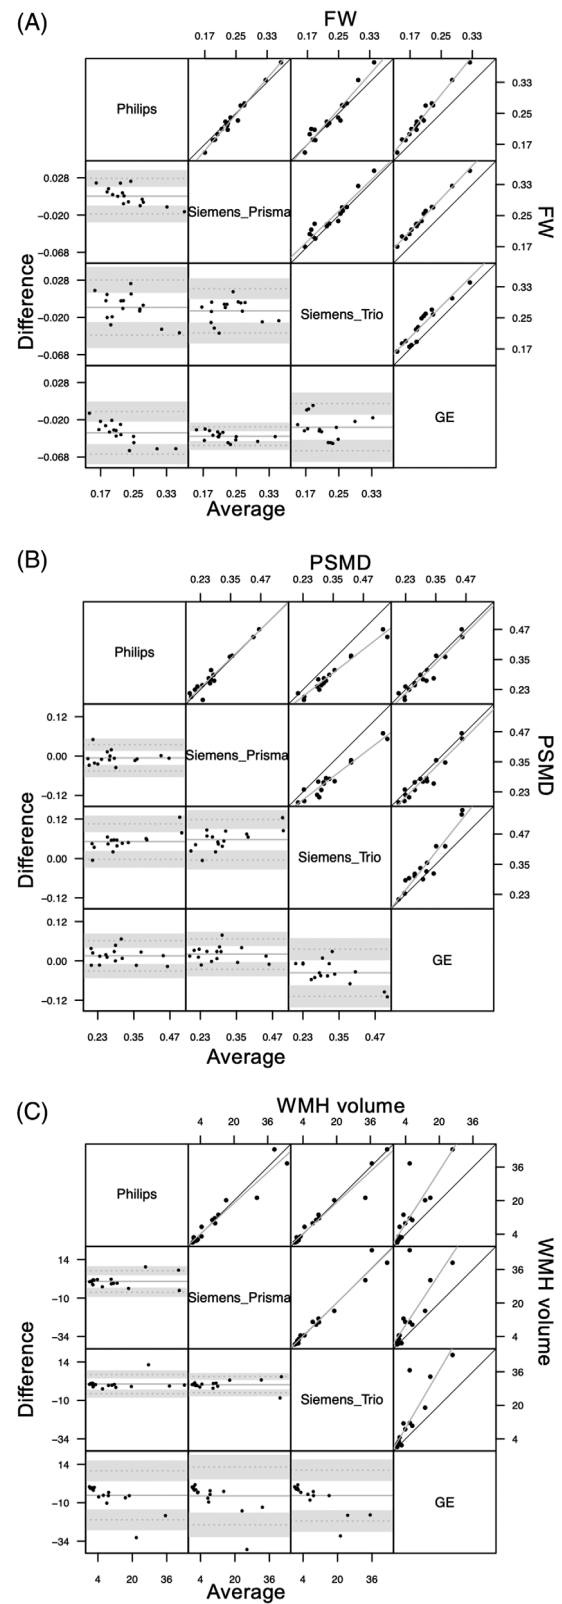 (A)
FW
0.17 0.25 0.33 0.17 0.25 0.33 0.17 0.25 0.33
Philips
0.33
0.25
0.17
0.028
−0.020
−0.068
Siemens_Prisma
0.33
0.25
0.17
FW
Difference
0.028
−0.020
−0.068
Siemens_Trio
0.33
0.25
0.17
0.028
−0.020
−0.068
GE
0.17 0.25 0.33 0.17 0.25 0.33 0.17 0.25 0.33
Average
(B)
PSMD
0.23 0.35 0.47 0.23 0.35 0.47 0.23 0.35 0.47
Philips
0.47
0.35
0.23
0.12
0.00
−0.12
Siemens_Prisma
0.47
0.35
0.23
PSMD
Difference
0.12
0.00
−0.12
Siemens_Trio
0.47
0.35
0.23
0.12
0.00
−0.12
GE
0.23 0.35 0.47 0.23 0.35 0.47 0.23 0.35 0.47
Average
(C)
WMH volume
4 20 36 4 20 36 4 20 36
Philips
36
20
4
14
−10
−34
Siemens_Prisma
36
20
4
WMH volume
Difference
14
−10
−34
Siemens_Trio
36
20
4
14
−10
−34
GE
4 20 36 4 20 36 4 20 36
Average